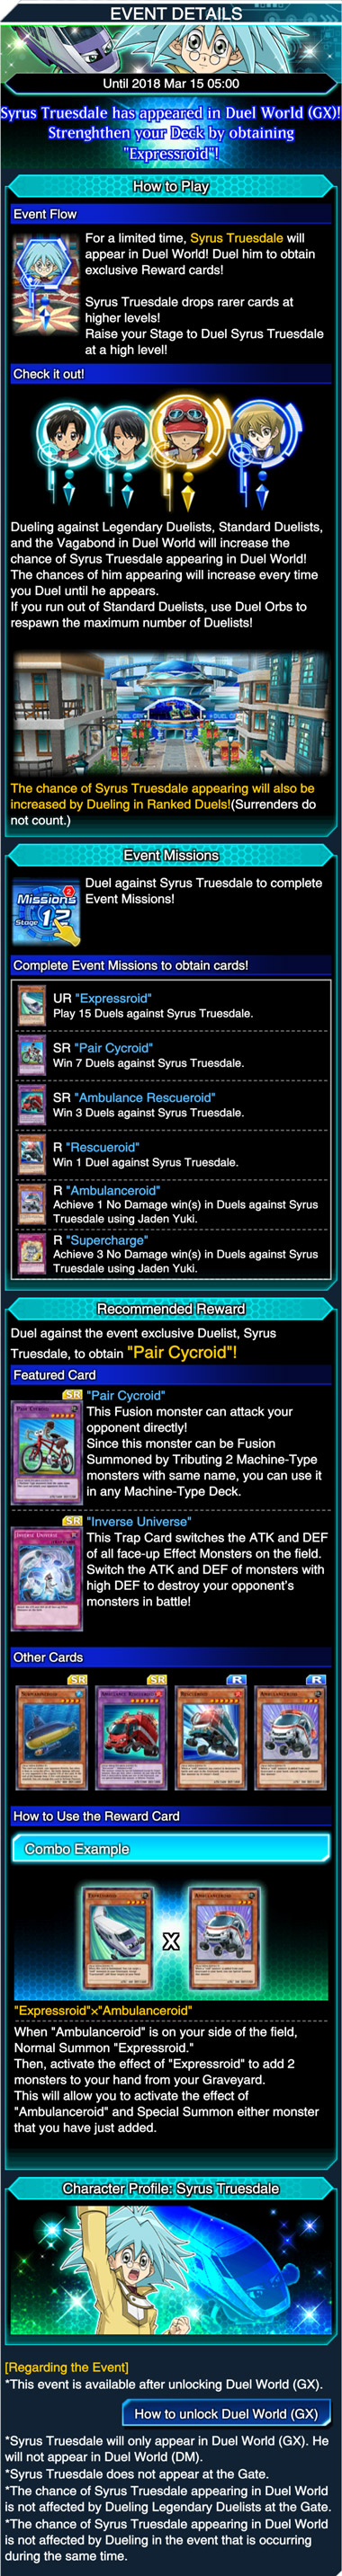 EVENT DETAILS
Until 2018 Mar 15 05:00
Syrus Truesdale has appeared in Duel World (GX)!
Strenghthen your Deck by obtaining
"Expressroid"!
How to Play
Event Flow
For a limited time, Syrus Truesdale will
appear in Duel World! Duel him to obtain
exclusive Reward cards!
Syrus Truesdale drops rarer cards at
higher levels!
Raise your Stage to Duel Syrus Truesdale
at a high level!
Check it out!
Dueling against Legendary Duelists, Standard Duelists,
and the Vagabond in Duel World will increase the
chance of Syrus Truesdale appearing in Duel World!
The chances of him appearing will increase every time
you Duel until he appears.
If you run out of Standard Duelists, use Duel Orbs to
respawn the maximum number of Duelists!
The chance of Syrus Truesdale appearing will also be
increased by Dueling in Ranked Duels!(Surrenders do
not count.)
Event Missions
Missions 2
Stage 12
Duel against Syrus Truesdale to complete
Event Missions!
Complete Event Missions to obtain cards!
UR "Expressroid"
Play 15 Duels against Syrus Truesdale.
SR "Pair Cycroid"
Win 7 Duels against Syrus Truesdale.
SR "Ambulance Rescueroid"
Win 3 Duels against Syrus Truesdale.
R "Rescueroid"
Win 1 Duel against Syrus Truesdale.
R "Ambulanceroid"
Achieve 1 No Damage win(s) in Duels against Syrus
Truesdale using Jaden Yuki.
R "Supercharge"
Achieve 3 No Damage win(s) in Duels against Syrus
Truesdale using Jaden Yuki.
Recommended Reward
Duel against the event exclusive Duelist, Syrus
Truesdale, to obtain "Pair Cycroid"!
Featured Card
SR "Pair Cycroid"
This Fusion monster can attack your
opponent directly!
Since this monster can be Fusion
Summoned by Tributing 2 Machine-Type
monsters with same name, you can use it
in any Machine-Type Deck.
SR "Inverse Universe"
This Trap Card switches the ATK and DEF
of all face-up Effect Monsters on the field.
Switch the ATK and DEF of monsters with
high DEF to destroy your opponent's
monsters in battle!
Other Cards
SR SR R R
How to Use the Reward Card
Combo Example
X
"Expressroid"×"Ambulanceroid"
When "Ambulanceroid" is on your side of the field,
Normal Summon "Expressroid."
Then, activate the effect of "Expressroid" to add 2
monsters to your hand from your Graveyard.
This will allow you to activate the effect of
"Ambulanceroid" and Special Summon either monster
that you have just added.
Character Profile: Syrus Truesdale
[Regarding the Event]
*This event is available after unlocking Duel World (GX).
How to unlock Duel World (GX)
*Syrus Truesdale will only appear in Duel World (GX). He
will not appear in Duel World (DM).
*Syrus Truesdale does not appear at the Gate.
*The chance of Syrus Truesdale appearing in Duel World
is not affected by Dueling Legendary Duelists at the Gate.
*The chance of Syrus Truesdale appearing in Duel World
is not affected by Dueling in the event that is occurring
during the same time.